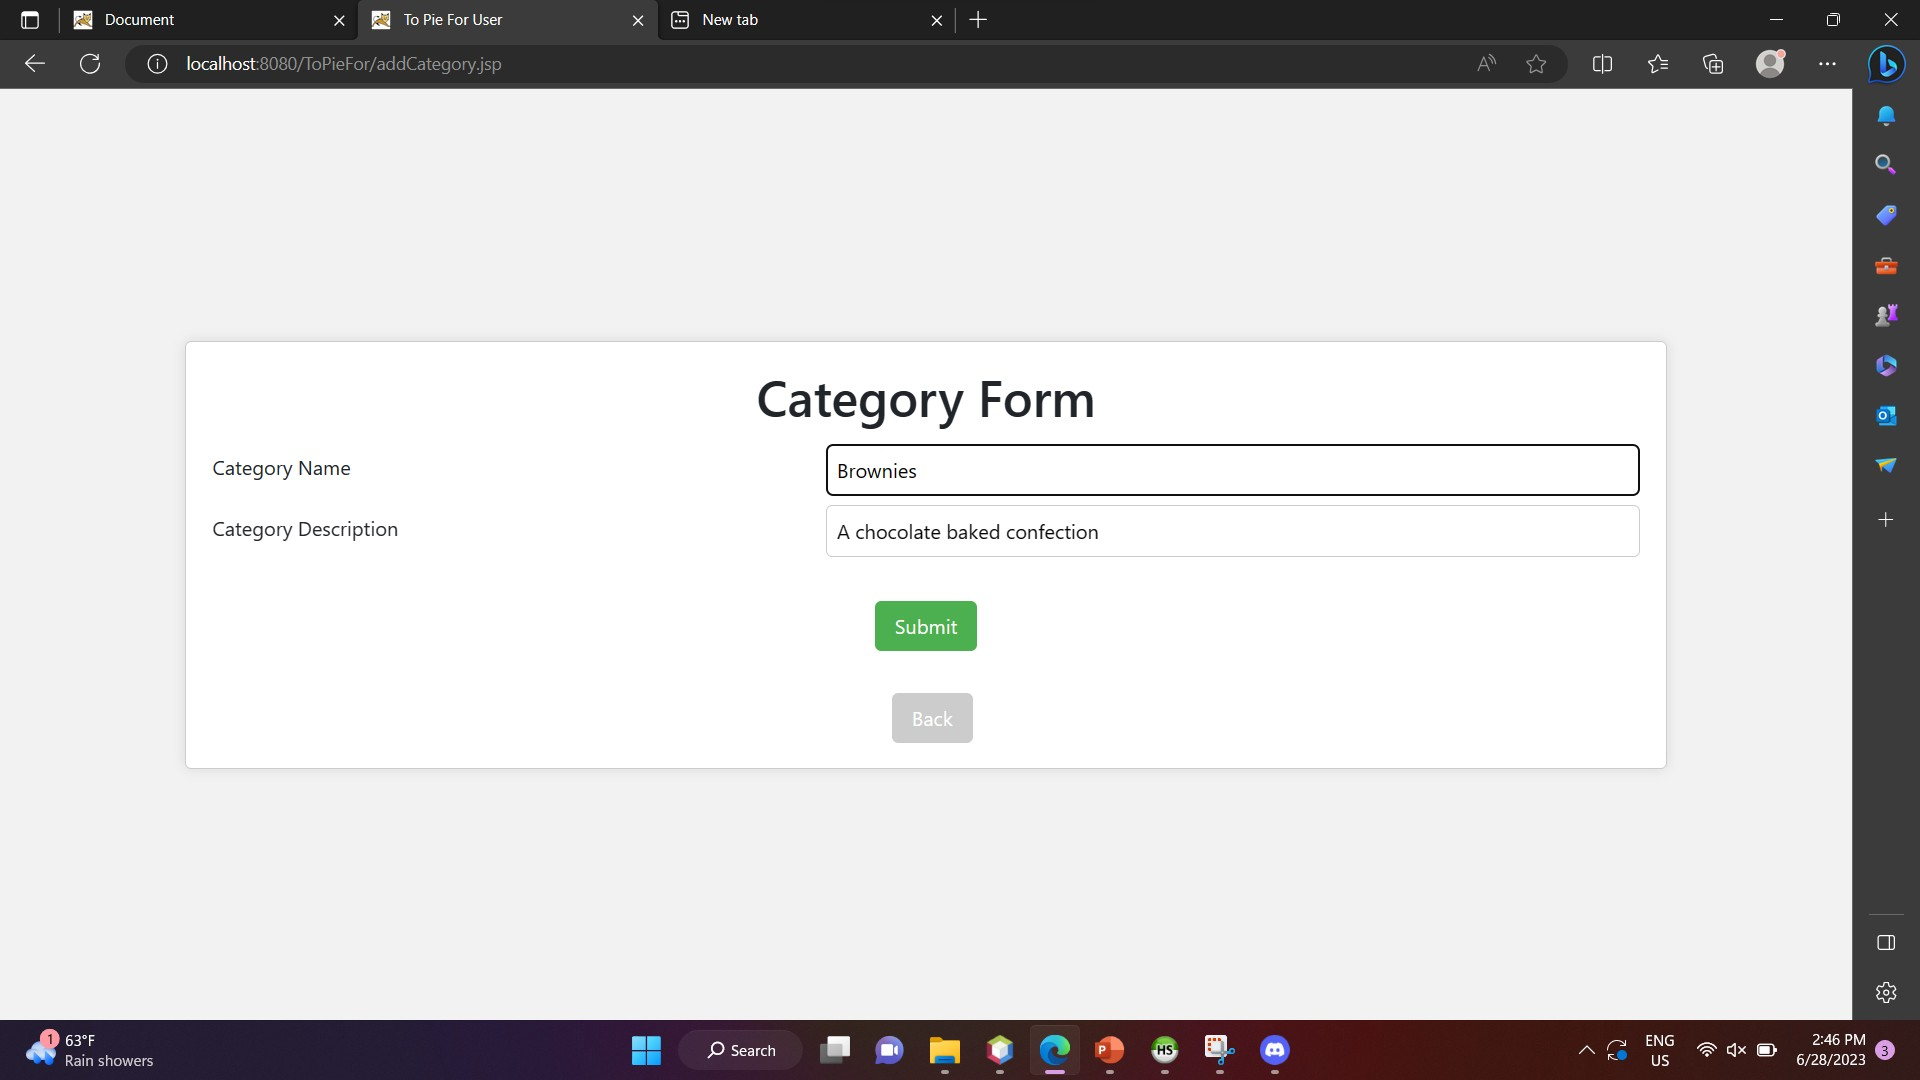 Document
To Pie For User
New tab
localhost:8080/ToPieFor/addCategory.jsp
Category Form
Category Name
Brownies
Category Description
A chocolate baked confection
Submit
Back
1
63°F
Rain showers
Search
P
HS
ENG
US
2:46 PM
6/28/2023
3